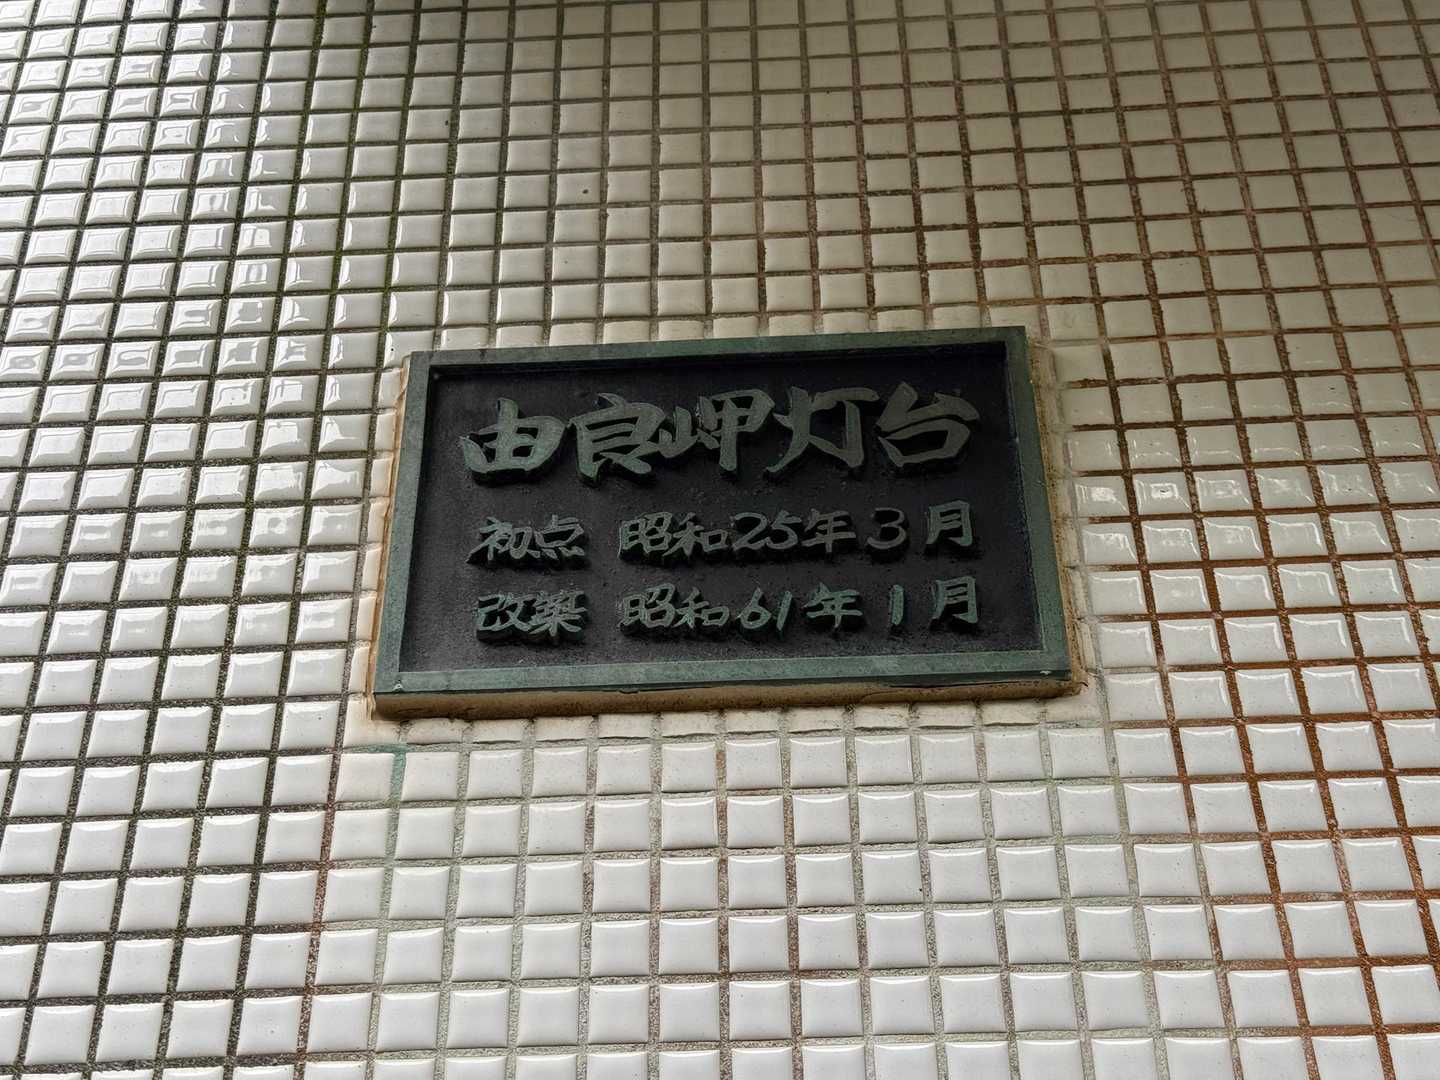 由良岬灯台
初点 昭和25年3月
改築 昭和61年1月